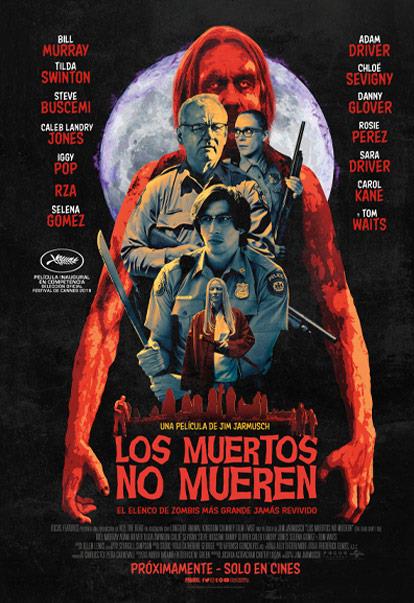 BILL
MURRAY
TILDA
SWINTON
STEVE
BUSCEMI
CALEB LANDRY
JONES
IGGY
POP
RZA
SELENA
GOMEZ
ADAM
DRIVER
CHLOË
SEVIGNY
DANNY
GLOVER
ROSIE
PEREZ
SARA
DRIVER
CAROL
KANE
Y TOM
WAITS
PELÍCULA INAUGURAL
EN COMPETENCIA
SELECCIÓN OFICIAL
FESTIVAL DE CANNES 2019
UNA PELÍCULA DE JIM JARMUSCH
LOS MUERTOS
NO MUEREN
EL ELENCO DE ZOMBIS MÁS GRANDE JAMÁS REVIVIDO
PRÓXIMAMENTE - SOLO EN CINES